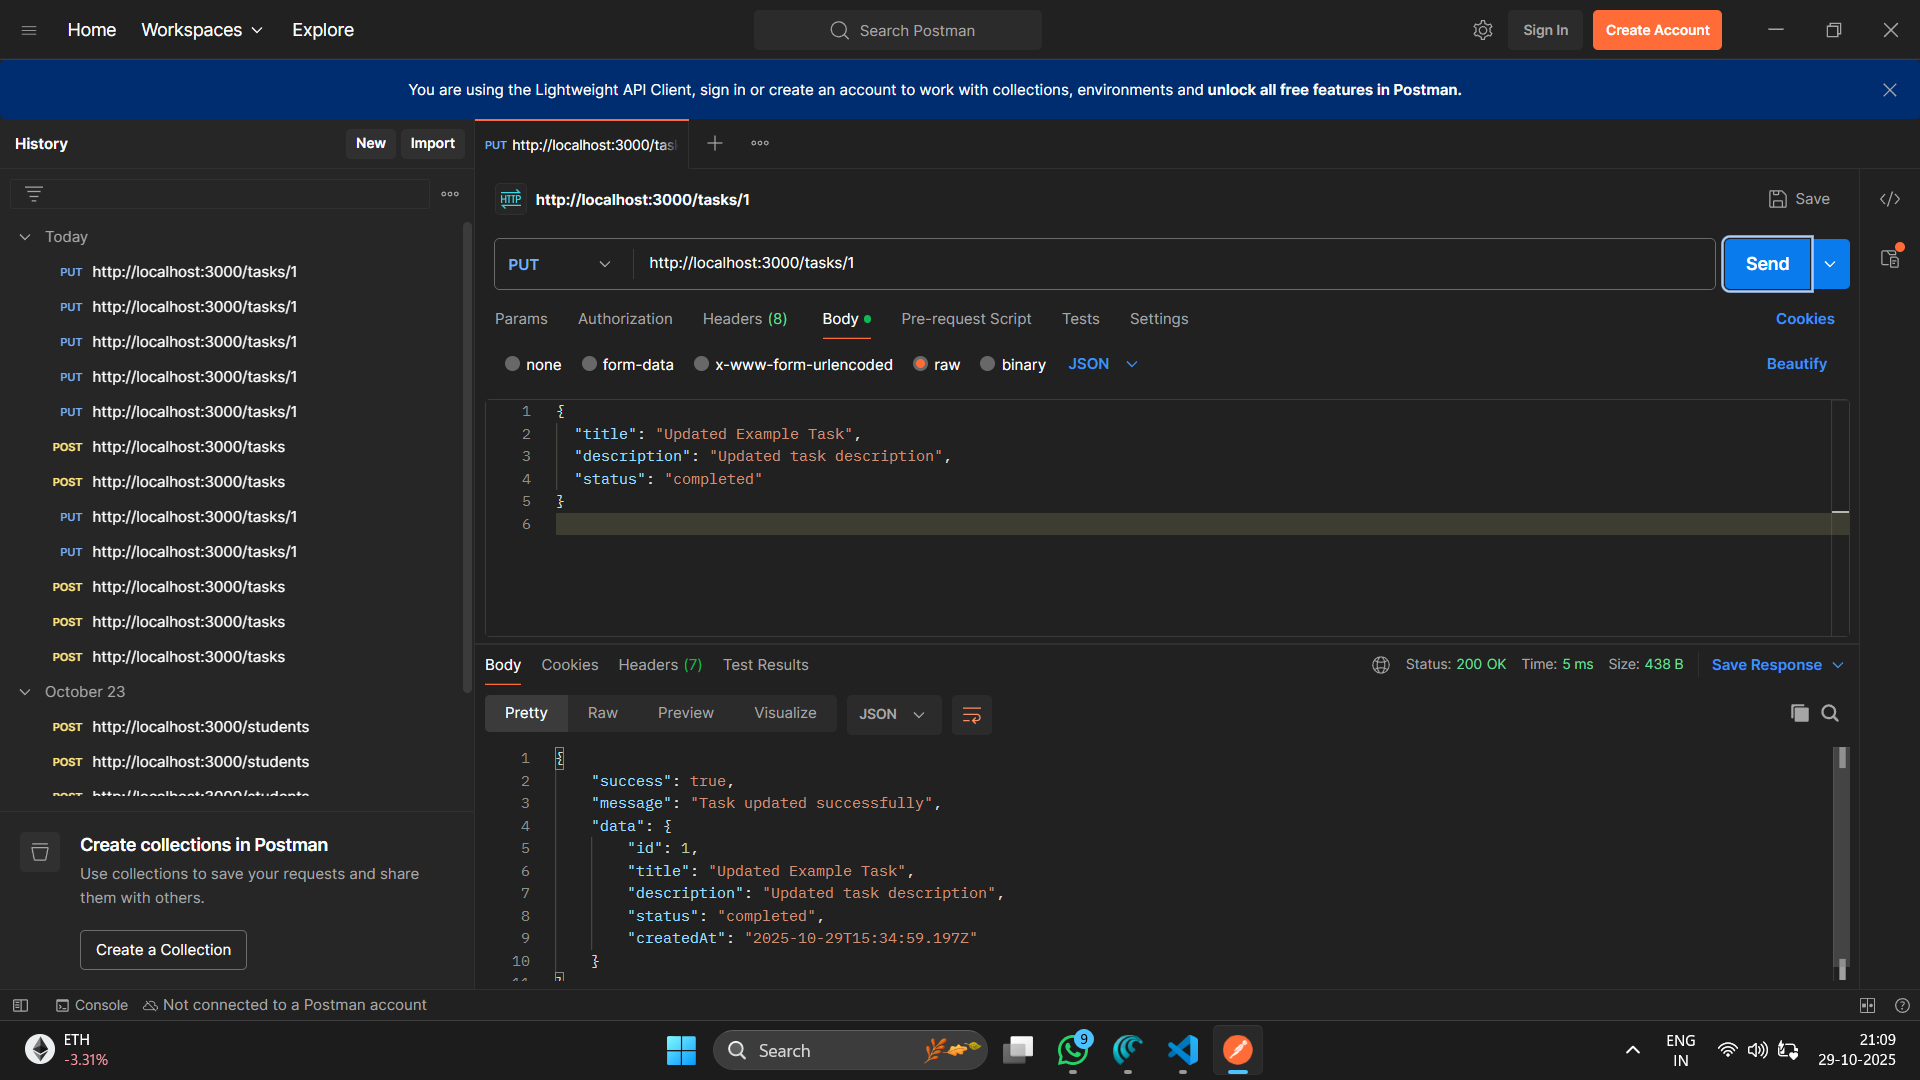 Home
Workspaces
Explore
Search Postman
Sign In
Create Account
You are using the Lightweight API Client, sign in or create an account to work with collections, environments and unlock all free features in Postman.
History
New
Import
PUT http://localhost:3000/tas
Today
PUT http://localhost:3000/tasks/1
PUT http://localhost:3000/tasks/1
PUT http://localhost:3000/tasks/1
PUT http://localhost:3000/tasks/1
PUT http://localhost:3000/tasks/1
POST http://localhost:3000/tasks
POST http://localhost:3000/tasks
PUT http://localhost:3000/tasks/1
PUT http://localhost:3000/tasks/1
POST http://localhost:3000/tasks
POST http://localhost:3000/tasks
POST http://localhost:3000/tasks
October 23
POST http://localhost:3000/students
POST http://localhost:3000/students
POST http://localhost:3000/students
Create collections in Postman
Use collections to save your requests and share
them with others.
Create a Collection
HTTP http://localhost:3000/tasks/1
Save
PUT
http://localhost:3000/tasks/1
Send
Params
Authorization
Headers (8)
Body
Pre-request Script
Tests
Settings
Cookies
none
form-data
x-www-form-urlencoded
raw
binary
JSON
Beautify
1 {
2 "title": "Updated Example Task",
3 "description": "Updated task description",
4 "status": "completed"
5 }
6
Body
Cookies
Headers (7)
Test Results
Status: 200 OK
Time: 5 ms
Size: 438 B
Save Response
Pretty
Raw
Preview
Visualize
JSON
1 {
2 "success": true,
3 "message": "Task updated successfully",
4 "data": {
5 "id": 1,
6 "title": "Updated Example Task",
7 "description": "Updated task description",
8 "status": "completed",
9 "createdAt": "2025-10-29T15:34:59.197Z"
10 }
11 }
Console
Not connected to a Postman account
ETH
-3.31%
Search
9
ENG
IN
21:09
29-10-2025